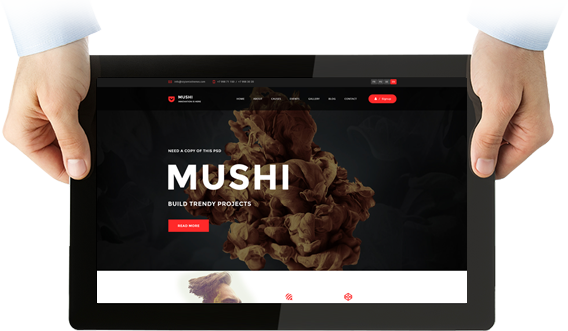 MUSHI
HOME ABOUT CAUSES EVENTS GALLERY BLOG CONTACT
NEED A COPY OF THIS PSD
MUSHI
BUILD TRENDY PROJECTS
READ MORE